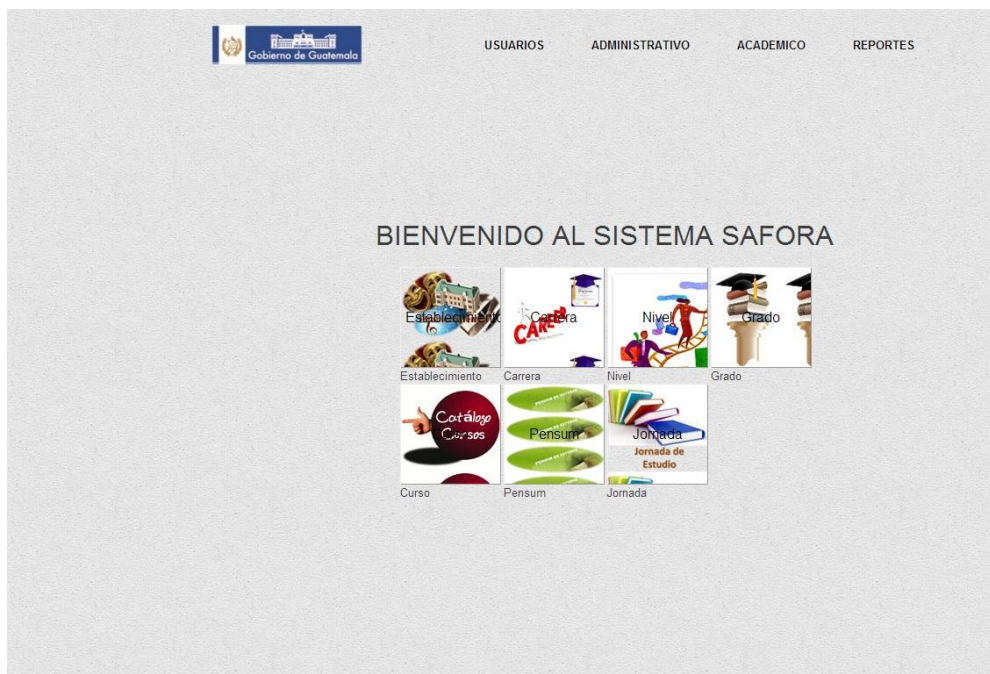 Gobierno de Guatemala
USUARIOS ADMINISTRATIVO ACADEMICO REPORTES
BIENVENIDO AL SISTEMA SAFORA
Establecimiento Carrera Nivel Grado
CAREER
Establecimiento Carrera Nivel Grado
Catálogo
Cursos
Pensum Jornada
Jornada de
Estudio
Curso Pensum Jornada